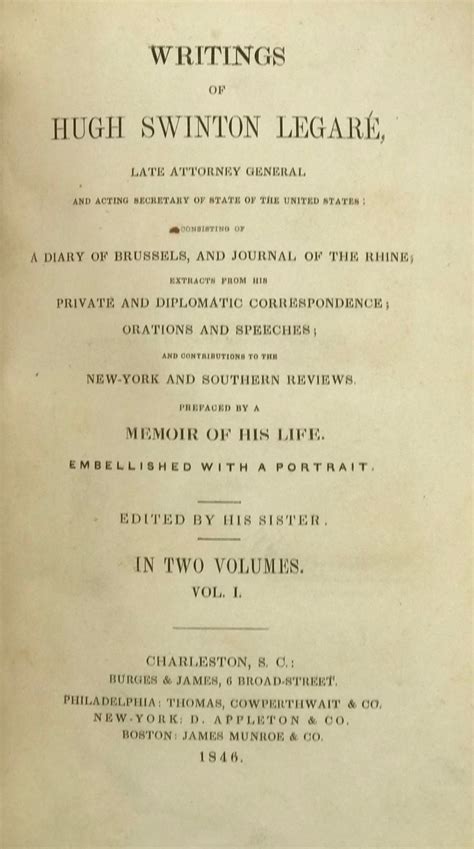 WRITINGS
OF
HUGH SWINTON LEGARÉ,
LATE ATTORNEY GENERAL
AND ACTING SECRETARY OF STATE OF THE UNITED STATES;
CONSISTING OF
A DIARY OF BRUSSELS, AND JOURNAL OF THE RHINE;
EXTRACTS FROM HIS
PRIVATE AND DIPLOMATIC CORRESPONDENCE;
ORATIONS AND SPEECHES;
AND CONTRIBUTIONS TO THE
NEW-YORK AND SOUTHERN REVIEWS.
PREFACED BY A
MEMOIR OF HIS LIFE.
EMBELLISHED WITH A PORTRAIT.
EDITED BY HIS SISTER.
IN TWO VOLUMES.
VOL. I.
CHARLESTON, S. C.:
BURGES & JAMES, 6 BROAD-STREET.
PHILADELPHIA: THOMAS, COWPERTHWAIT & CO.
NEW-YORK: D. APPLETON & CO.
BOSTON: JAMES MUNROE & CO.
1846.